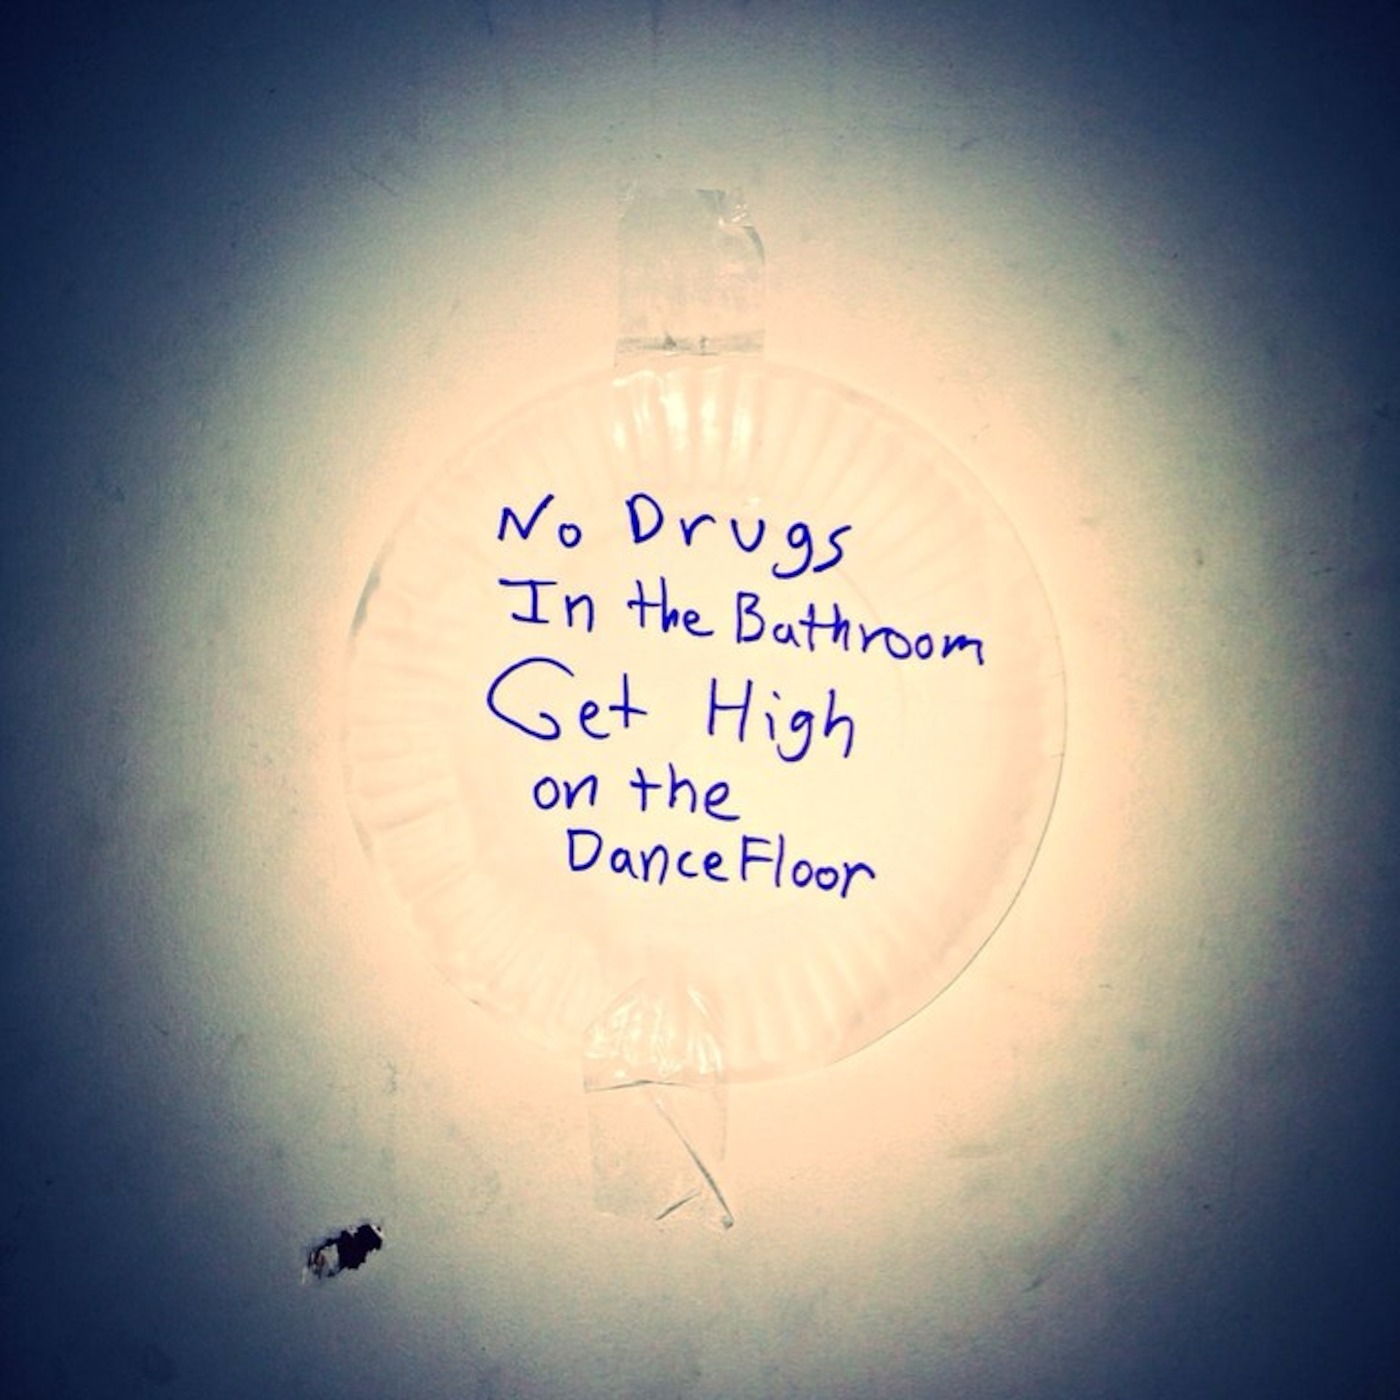 No Drugs
In the Bathroom
Get High
on the
DanceFloor